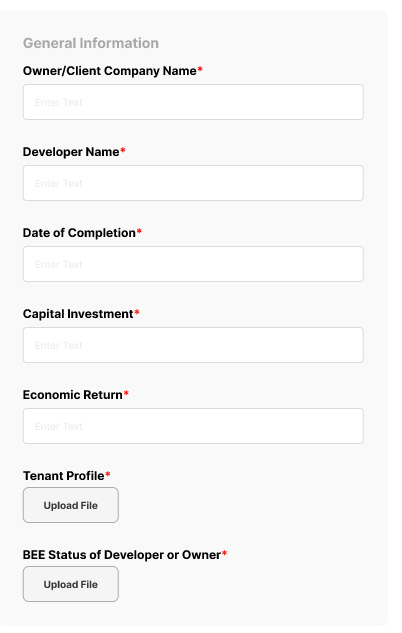 General Information
Owner/Client Company Name*
Enter Text
Developer Name*
Enter Text
Date of Completion*
Enter Text
Capital Investment*
Enter Text
Economic Return*
Enter Text
Tenant Profile*
Upload File
BEE Status of Developer or Owner*
Upload File